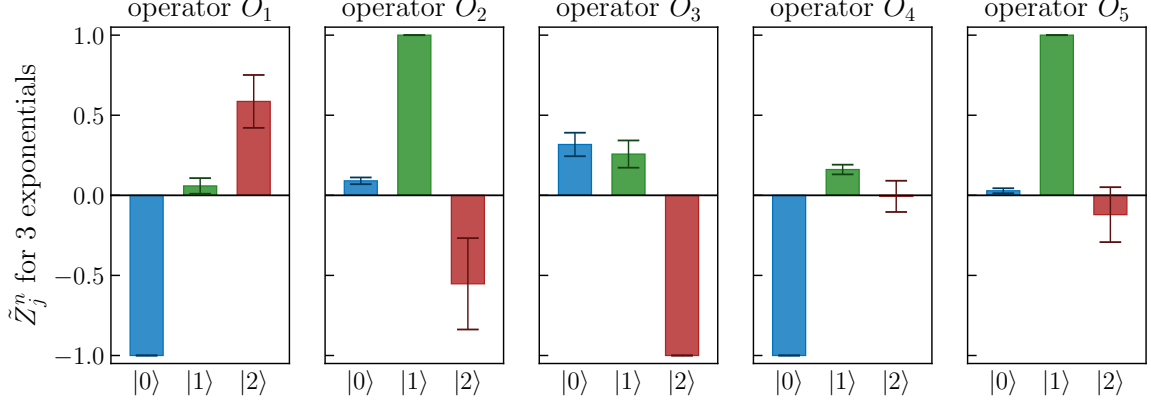 operator O₁ operator O₂ operator O₃ operator O₄ operator O₅
Z̃ⱼⁿ for 3 exponentials
1.0
0.5
0.0
−0.5
−1.0
|0⟩ |1⟩ |2⟩ |0⟩ |1⟩ |2⟩ |0⟩ |1⟩ |2⟩ |0⟩ |1⟩ |2⟩ |0⟩ |1⟩ |2⟩